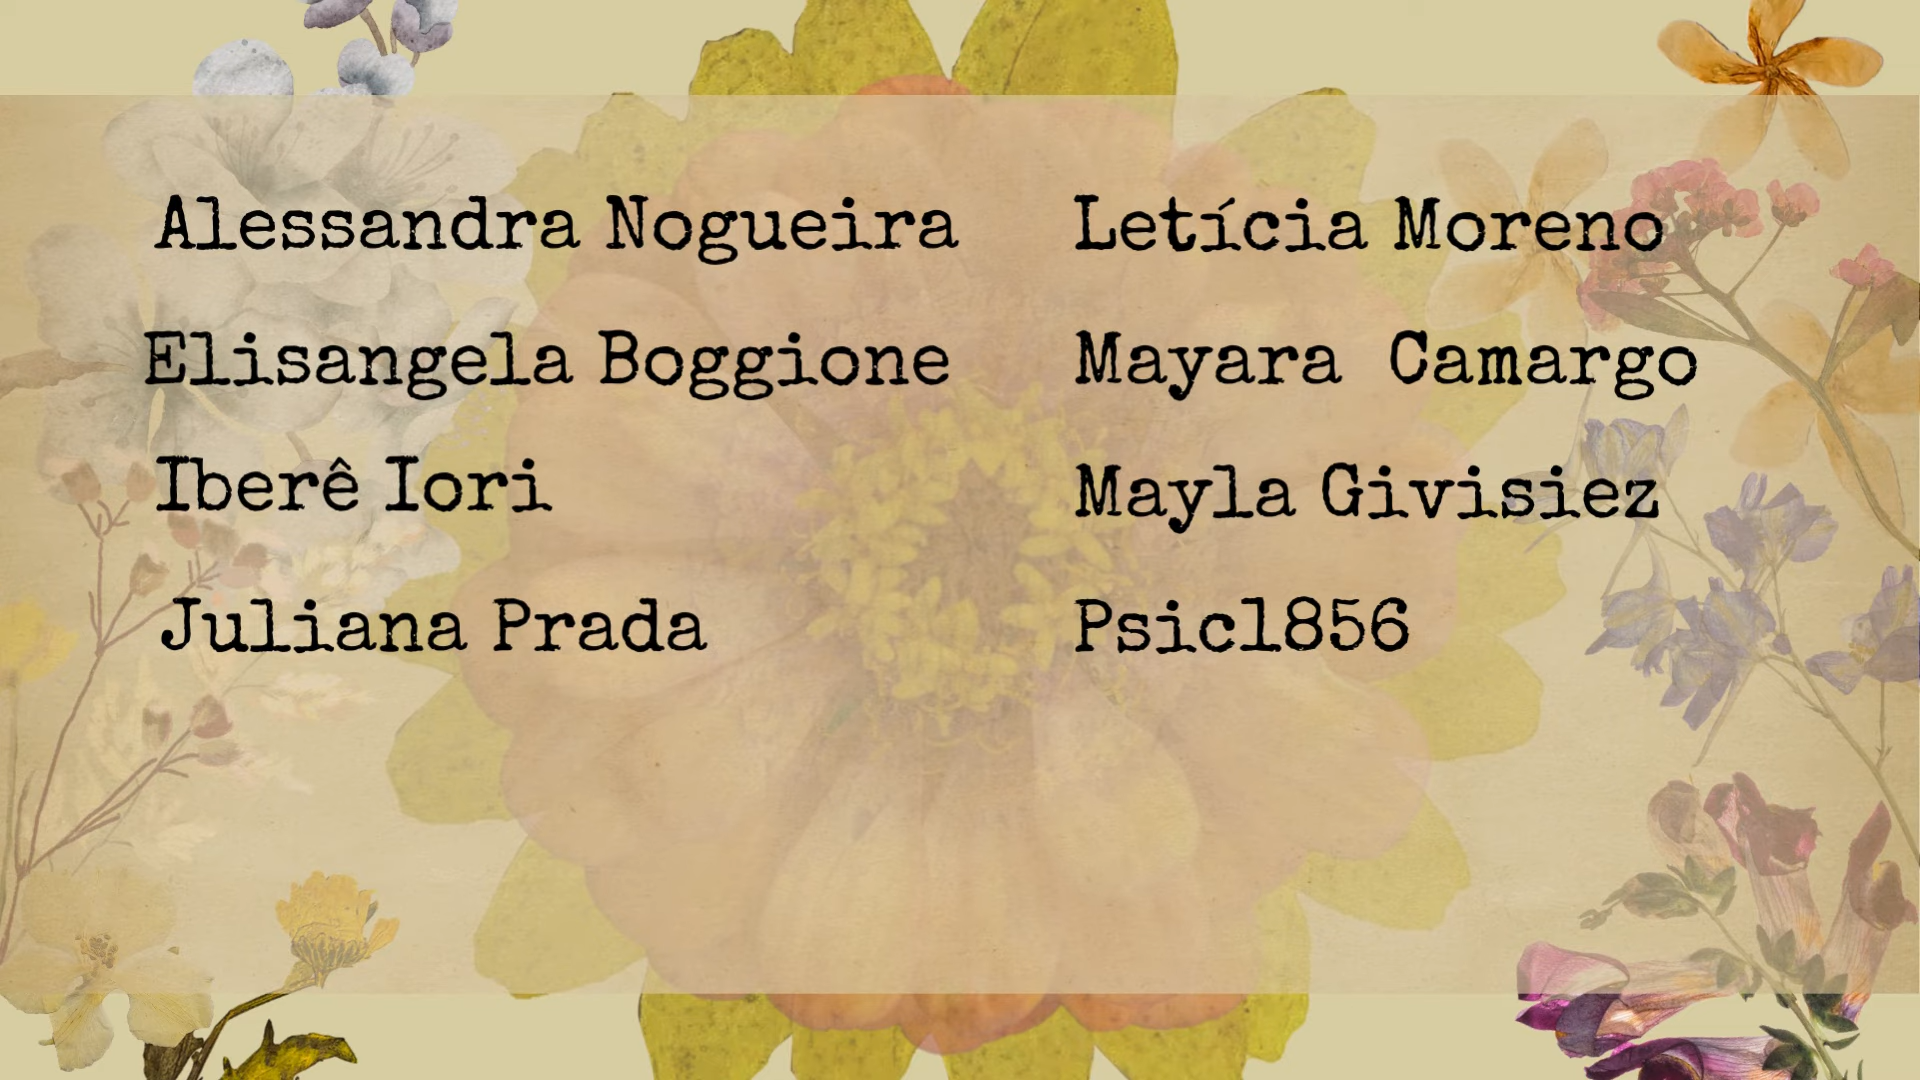 Alessandra Nogueira
Elisangela Boggione
Iberê Iori
Juliana Prada
Letícia Moreno
Mayara Camargo
Mayla Givisiez
Psic1856